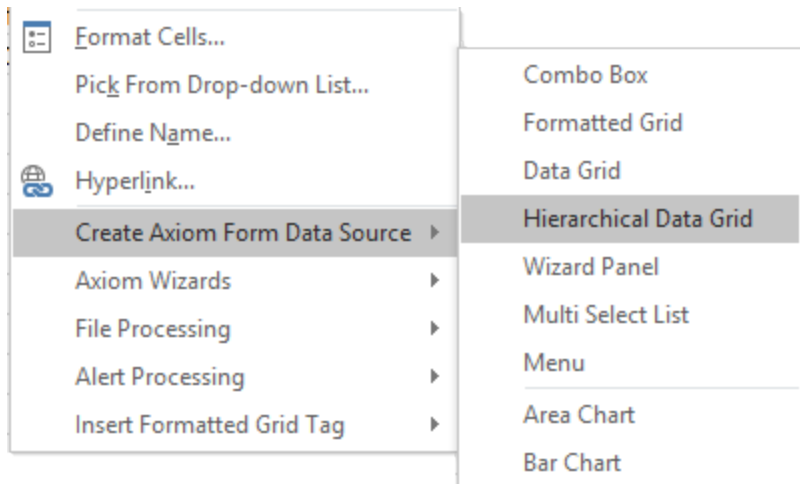 Format Cells...
Pick From Drop-down List...
Define Name...
Hyperlink...
Create Axiom Form Data Source
Axiom Wizards
File Processing
Alert Processing
Insert Formatted Grid Tag
Combo Box
Formatted Grid
Data Grid
Hierarchical Data Grid
Wizard Panel
Multi Select List
Menu
Area Chart
Bar Chart